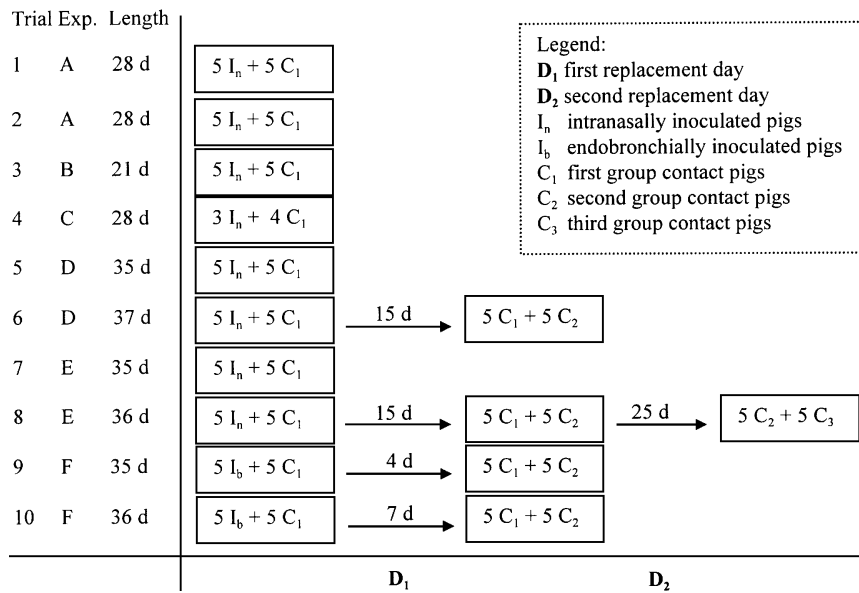 Trial Exp. Length
1 A 28 d 5 Iₙ + 5 C₁
2 A 28 d 5 Iₙ + 5 C₁
3 B 21 d 5 Iₙ + 5 C₁
4 C 28 d 3 Iₙ + 4 C₁
5 D 35 d 5 Iₙ + 5 C₁
6 D 37 d 5 Iₙ + 5 C₁ 15 d 5 C₁ + 5 C₂
7 E 35 d 5 Iₙ + 5 C₁
8 E 36 d 5 Iₙ + 5 C₁ 15 d 5 C₁ + 5 C₂ 25 d 5 C₂ + 5 C₃
9 F 35 d 5 I_b + 5 C₁ 4 d 5 C₁ + 5 C₂
10 F 36 d 5 I_b + 5 C₁ 7 d 5 C₁ + 5 C₂
D₁ D₂
Legend:
D₁ first replacement day
D₂ second replacement day
Iₙ intranasally inoculated pigs
I_b endobronchially inoculated pigs
C₁ first group contact pigs
C₂ second group contact pigs
C₃ third group contact pigs